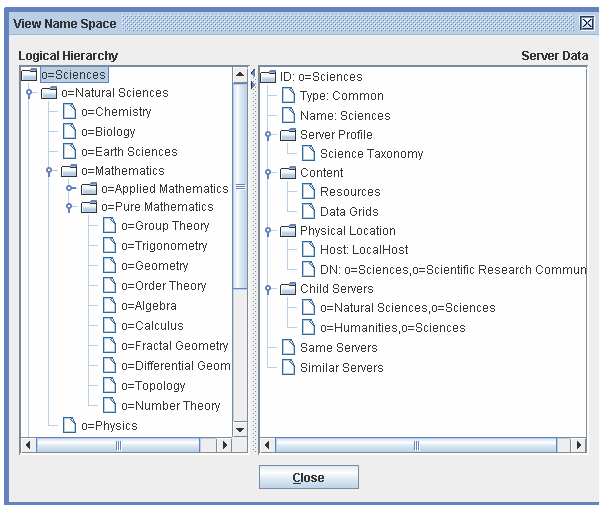 View Name Space
Logical Hierarchy
o=Sciences
o=Natural Sciences
o=Chemistry
o=Biology
o=Earth Sciences
o=Mathematics
o=Applied Mathematics
o=Pure Mathematics
o=Group Theory
o=Trigonometry
o=Geometry
o=Order Theory
o=Algebra
o=Calculus
o=Fractal Geometry
o=Differential Geom
o=Topology
o=Number Theory
o=Physics
Server Data
ID: o=Sciences
Type: Common
Name: Sciences
Server Profile
Science Taxonomy
Content
Resources
Data Grids
Physical Location
Host: LocalHost
DN: o=Sciences,o=Scientific Research Commun
Child Servers
o=Natural Sciences,o=Sciences
o=Humanities,o=Sciences
Same Servers
Similar Servers
Close